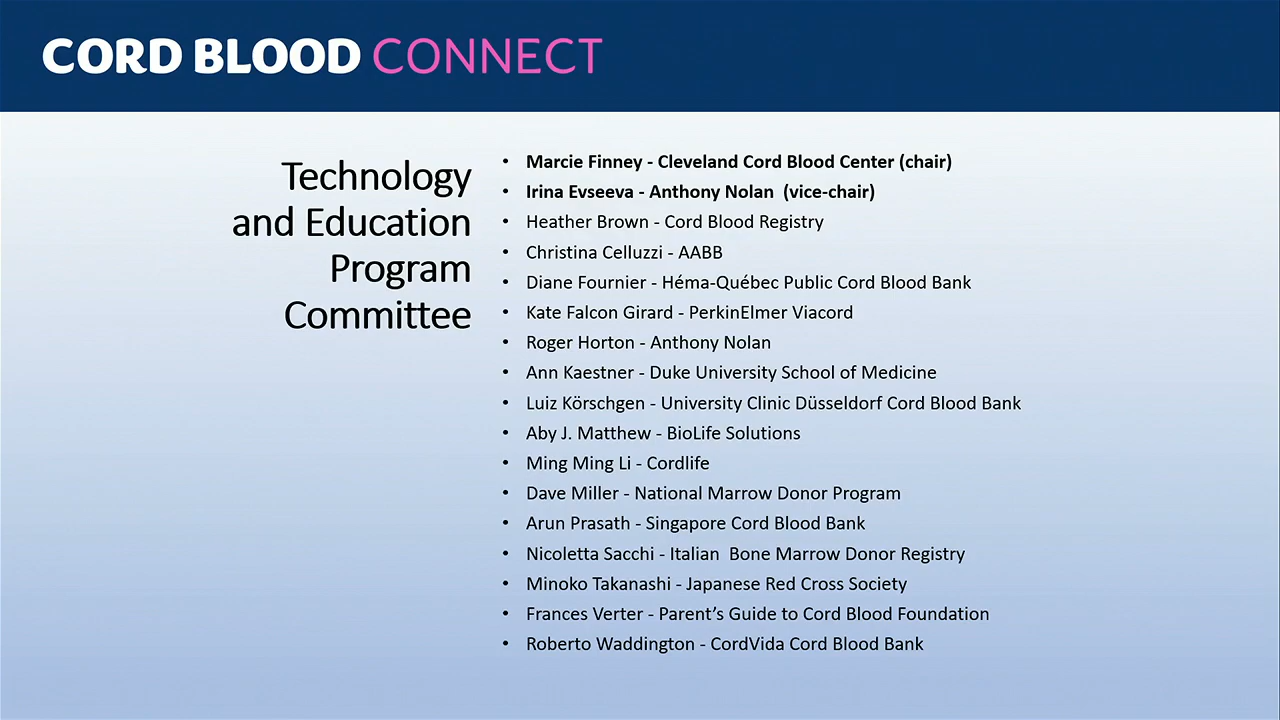 CORD BLOOD CONNECT
Technology
and Education
Program
Committee
• Marcie Finney - Cleveland Cord Blood Center (chair)
• Irina Evseeva - Anthony Nolan  (vice-chair)
• Heather Brown - Cord Blood Registry
• Christina Celluzzi - AABB
• Diane Fournier - Héma-Québec Public Cord Blood Bank
• Kate Falcon Girard - PerkinElmer Viacord
• Roger Horton - Anthony Nolan
• Ann Kaestner - Duke University School of Medicine
• Luiz Körschgen - University Clinic Düsseldorf Cord Blood Bank
• Aby J. Matthew - BioLife Solutions
• Ming Ming Li - Cordlife
• Dave Miller - National Marrow Donor Program
• Arun Prasath - Singapore Cord Blood Bank
• Nicoletta Sacchi - Italian  Bone Marrow Donor Registry
• Minoko Takanashi - Japanese Red Cross Society
• Frances Verter - Parent’s Guide to Cord Blood Foundation
• Roberto Waddington - CordVida Cord Blood Bank